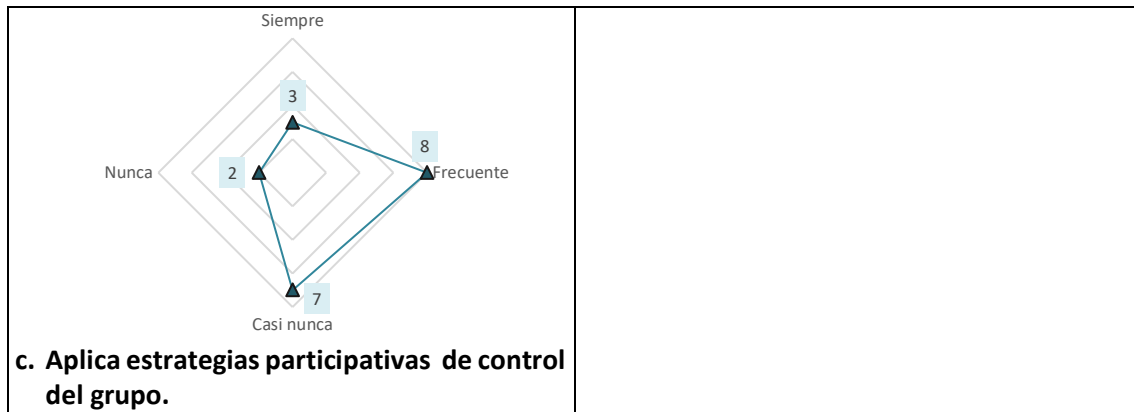 Siempre
3
8
Nunca
2
Frecuente
7
Casi nunca
c. Aplica estrategias participativas de control
del grupo.